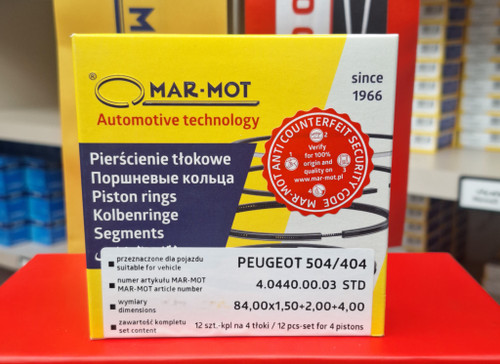 ®
MAR-MOT
Automotive technology
since
1966
MAR-MOT ANTI COUNTERFEIT SECURITY CODE
1
2
3
4
Verify
for 100%
origin and
quality on
www.mar-mot.pl
Pierścienie tłokowe
Поршневые кольца
Piston rings
Kolbenringe
Segments
przeznaczone dla pojazdu
suitable for vehicle
PEUGEOT 504/404
numer artykułu MAR-MOT
MAR-MOT article number
4.0440.00.03 STD
wymiary
dimensions
84,00x1,50+2,00+4,00
zawartość kompletu
set content
12 szt.-kpl na 4 tłoki / 12 pcs-set for 4 pistons